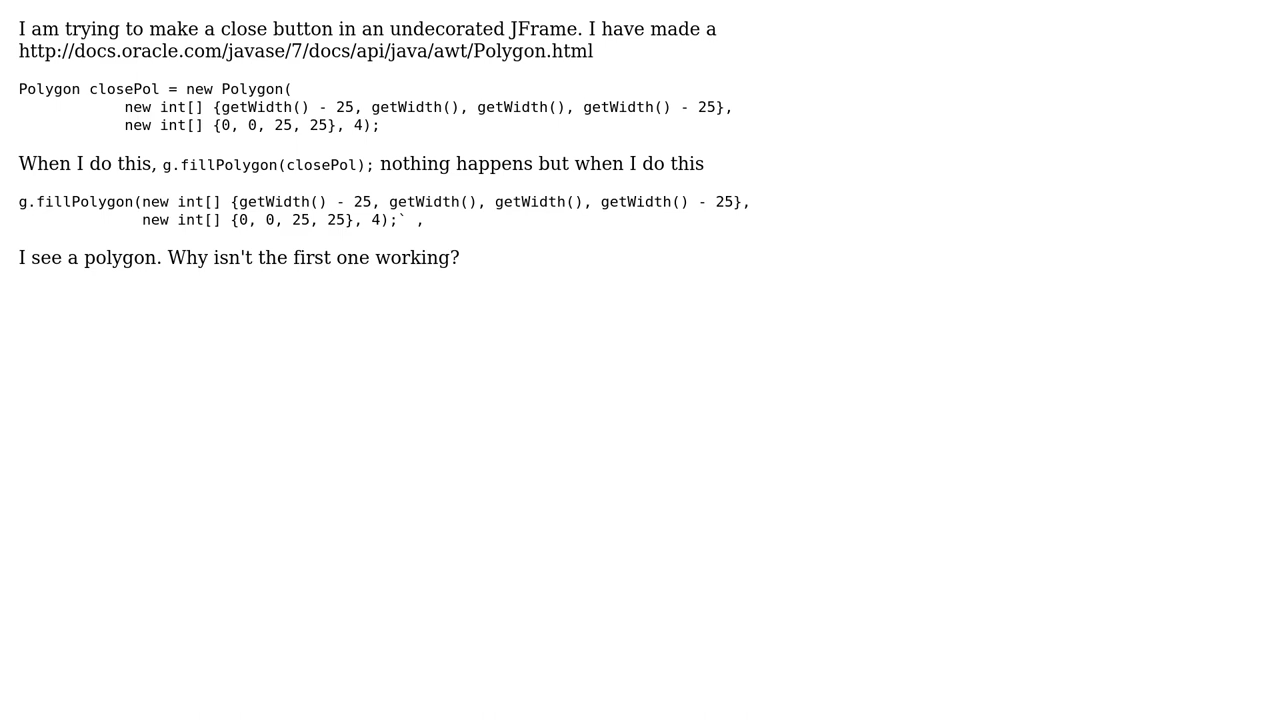 I am trying to make a close button in an undecorated JFrame. I have made a
http://docs.oracle.com/javase/7/docs/api/java/awt/Polygon.html
Polygon closePol = new Polygon(
            new int[] {getWidth() - 25, getWidth(), getWidth(), getWidth() - 25},
            new int[] {0, 0, 25, 25}, 4);
When I do this, g.fillPolygon(closePol); nothing happens but when I do this
g.fillPolygon(new int[] {getWidth() - 25, getWidth(), getWidth(), getWidth() - 25},
              new int[] {0, 0, 25, 25}, 4);` ,
I see a polygon. Why isn't the first one working?